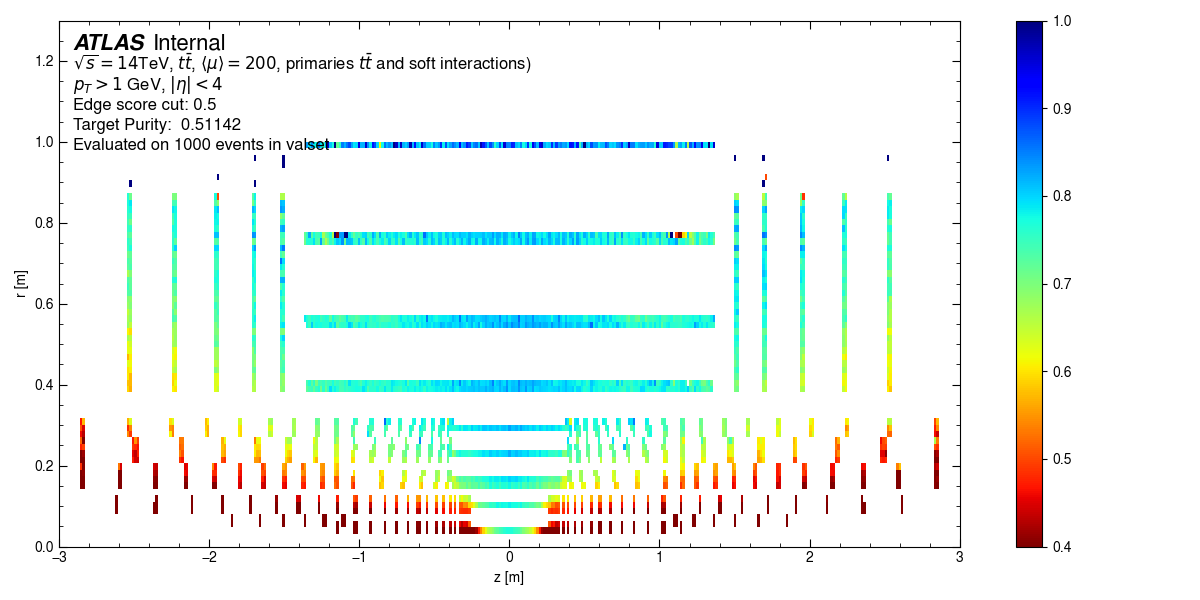 ATLAS Internal
√s = 14TeV, tt̄, ⟨μ⟩ = 200, primaries tt̄ and soft interactions)
pT > 1 GeV, |η| < 4
Edge score cut: 0.5
Target Purity: 0.51142
Evaluated on 1000 events in valset
r [m]
1.2
1.0
0.8
0.6
0.4
0.2
0.0
−3 −2 −1 0 1 2 3
z [m]
1.0
0.9
0.8
0.7
0.6
0.5
0.4